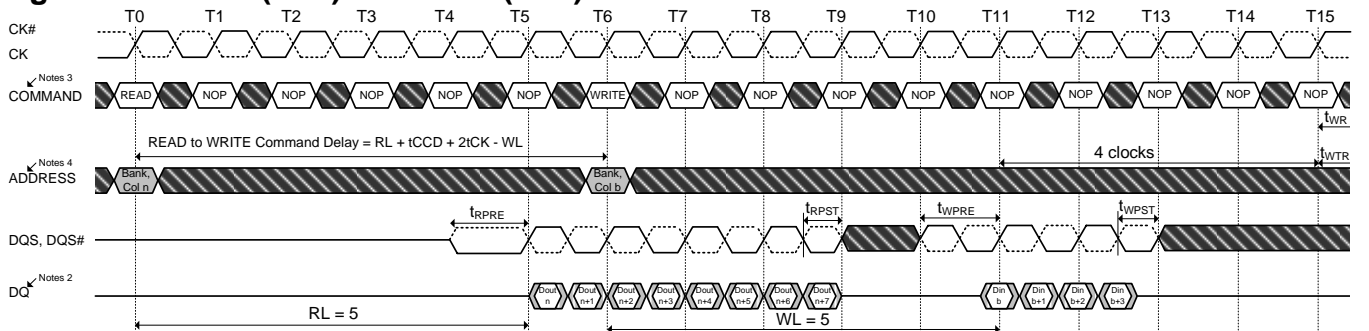 T0 T1 T2 T3 T4 T5 T6 T7 T8 T9 T10 T11 T12 T13 T14 T15
CK#
CK
Notes 3
COMMAND READ NOP NOP NOP NOP NOP WRITE NOP NOP NOP NOP NOP NOP NOP NOP NOP
tWR
READ to WRITE Command Delay = RL + tCCD + 2tCK - WL
4 clocks
tWTR
Notes 4
ADDRESS Bank, Col n Bank, Col b
tRPRE tRPST tWPRE tWPST
DQS, DQS#
Notes 2
DQ Dout n Dout n+1 Dout n+2 Dout n+3 Dout n+4 Dout n+5 Dout n+6 Dout n+7 Din b Din b+1 Din b+2 Din b+3
RL = 5 WL = 5